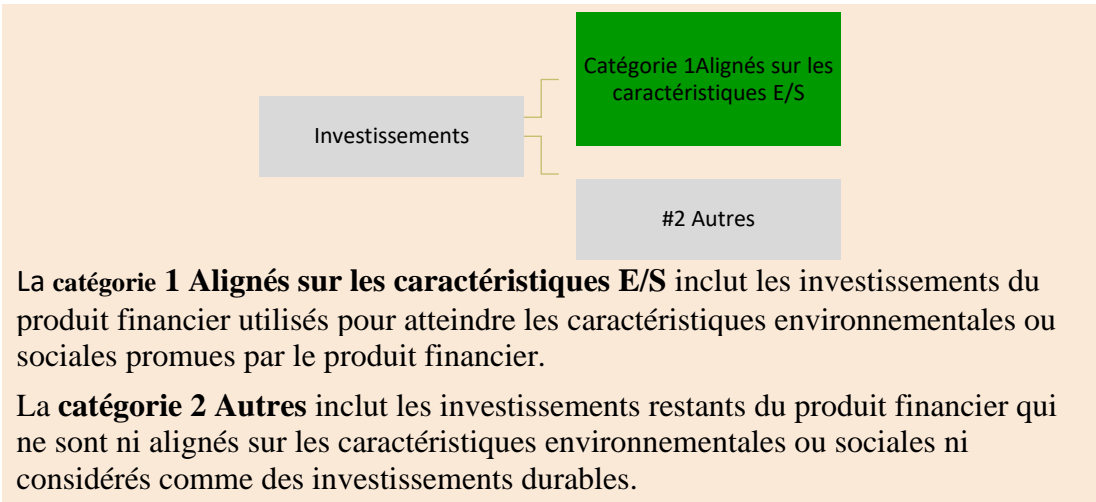 Catégorie 1Alignés sur les
caractéristiques E/S
Investissements
#2 Autres
La catégorie 1 Alignés sur les caractéristiques E/S inclut les investissements du
produit financier utilisés pour atteindre les caractéristiques environnementales ou
sociales promues par le produit financier.
La catégorie 2 Autres inclut les investissements restants du produit financier qui
ne sont ni alignés sur les caractéristiques environnementales ou sociales ni
considérés comme des investissements durables.